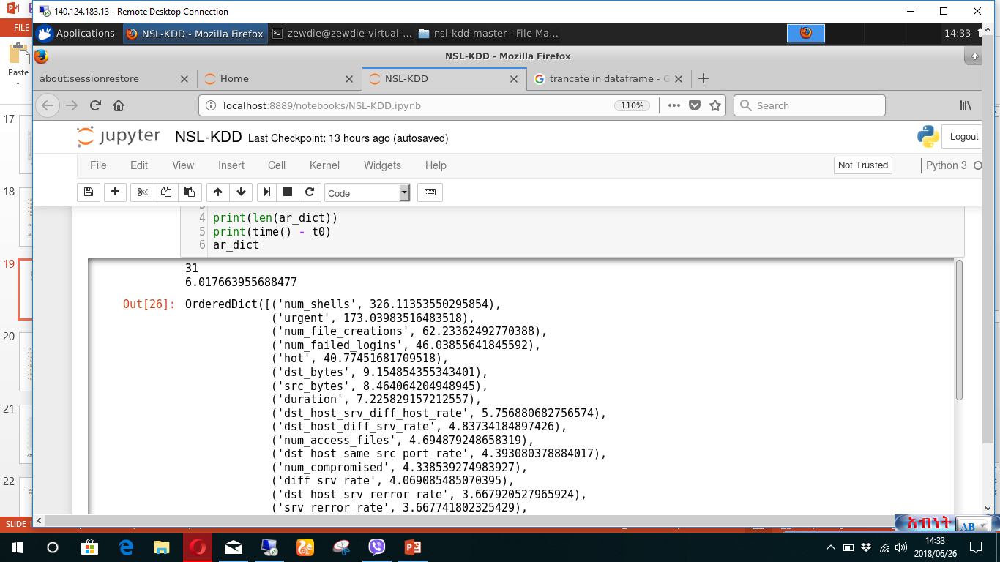 140.124.183.13 - Remote Desktop Connection
FILE
Applications
NSL-KDD - Mozilla Firefox
zewdie@zewdie-virtual-...
nsl-kdd-master - File Ma...
14:33
NSL-KDD - Mozilla Firefox
Paste
about:sessionrestore
Home
NSL-KDD
trancate in dataframe - G
localhost:8889/notebooks/NSL-KDD.ipynb
110%
Search
17
jupyter
NSL-KDD
Last Checkpoint: 13 hours ago (autosaved)
Logout
File
Edit
View
Insert
Cell
Kernel
Widgets
Help
Not Trusted
Python 3
18
Code
4 print(len(ar_dict))
5 print(time() - t0)
6 ar_dict
19
31
6.017663955688477
Out[26]: OrderedDict([('num_shells', 326.11353550295854),
('urgent', 173.03983516483518),
('num_file_creations', 62.23362492770388),
20
('num_failed_logins', 46.03855641845592),
('hot', 40.77451681709518),
('dst_bytes', 9.154854355343401),
('src_bytes', 8.464064204948945),
('duration', 7.225829157212557),
21
('dst_host_srv_diff_host_rate', 5.756880682756574),
('dst_host_diff_srv_rate', 4.83734184897426),
('num_access_files', 4.694879248658319),
('dst_host_same_src_port_rate', 4.393080378884017),
('num_compromised', 4.338539274983927),
22
('diff_srv_rate', 4.069085485070395),
('dst_host_srv_rerror_rate', 3.667920527965924),
('srv_rerror_rate', 3.667741802325429),
SLIDE 1
አብነት
AB
14:33
2018/06/26